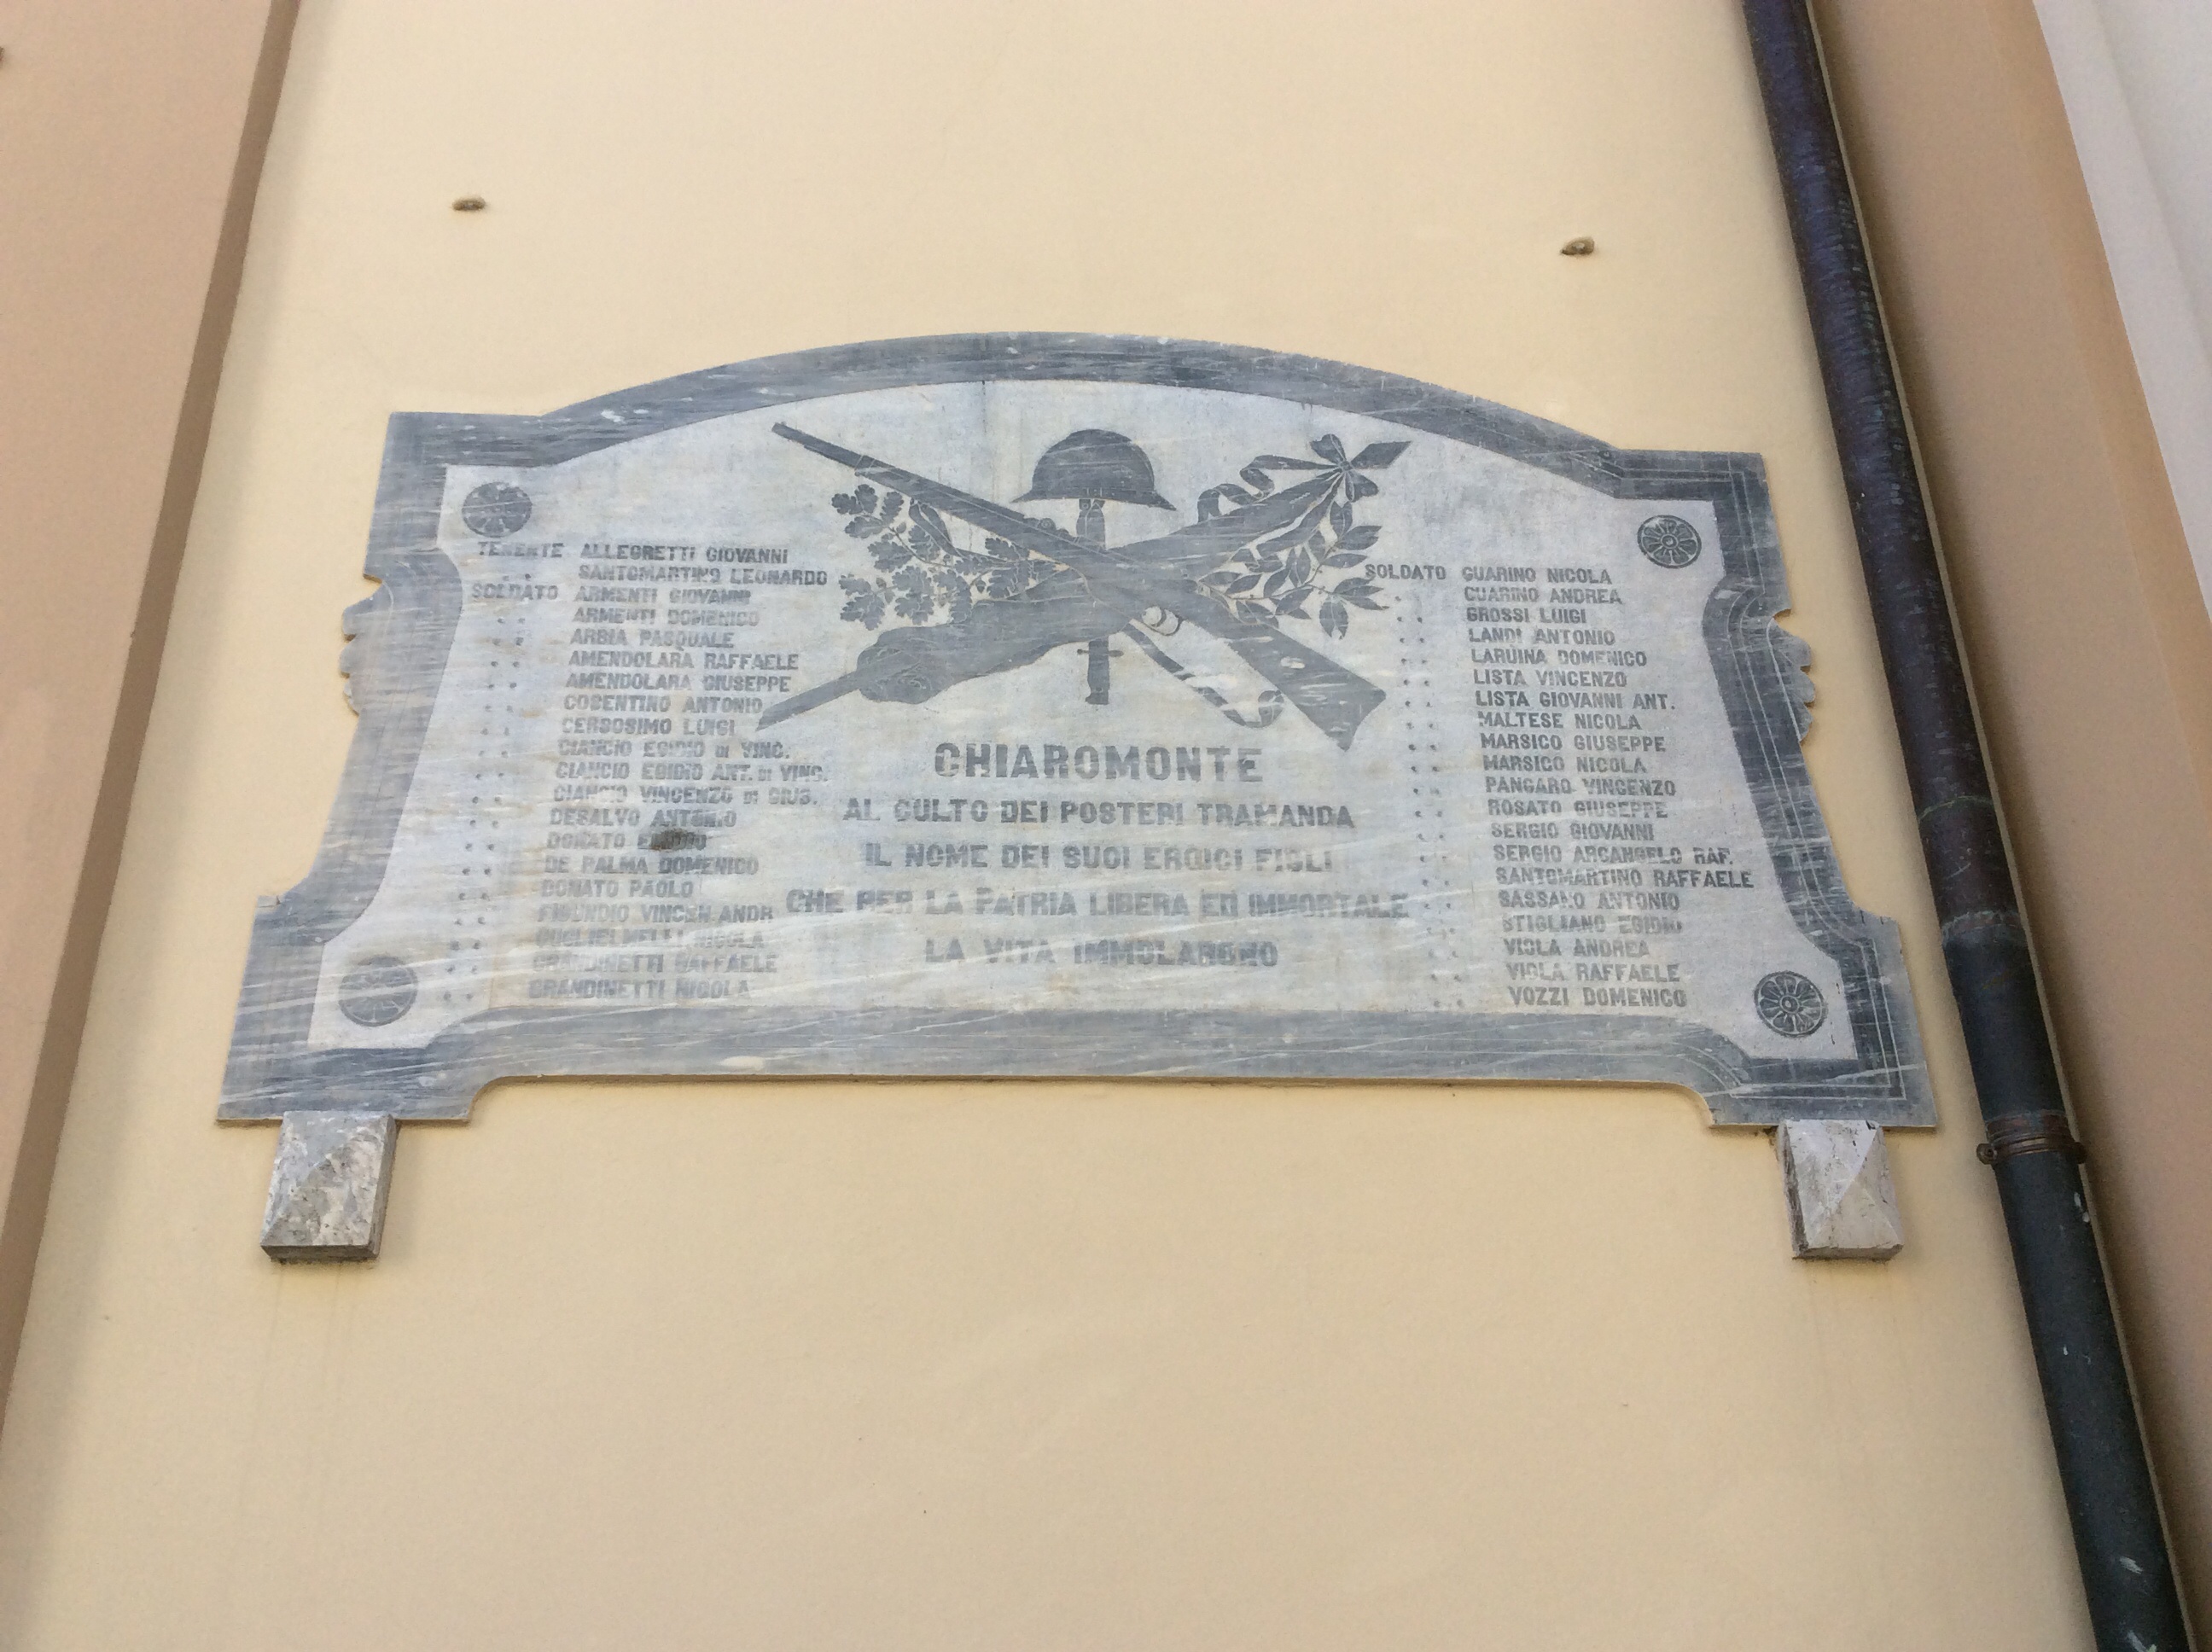 TENENTE ALLEGRETTI GIOVANNI
" SANTOMARTINO LEONARDO
SOLDATO ARMENTI GIOVANNI
" ARMENTI DOMENICO
" ARBIA PASQUALE
" AMENDOLARA RAFFAELE
" AMENDOLARA GIUSEPPE
" COSENTINO ANTONIO
" CERSOSIMO LUIGI
" CIANCIO EGIDIO DI VINC.
" CIANCIO EGIDIO ANT. DI VINC.
" CIANCIO VINCENZO DI GIUS.
" DESALVO ANTONIO
" DONATO
" DE PALMA DOMENICO
" DONATO PAOLO
" VINCEN. ANDR
" GUGLIELMELLI NICOLA
" GRANDINETTI RAFFAELE
" GRANDINETTI NICOLA
CHIAROMONTE
AL CULTO DEI POSTERI TRAMANDA
IL NOME DEI SUOI EROICI FIGLI
CHE PER LA PATRIA LIBERA ED IMMORTALE
LA VITA IMMOLARONO
SOLDATO GUARINO NICOLA
" GUARINO ANDREA
" GROSSI LUIGI
" LANDI ANTONIO
" LARUINA DOMENICO
" LISTA VINCENZO
" LISTA GIOVANNI ANT.
" MALTESE NICOLA
" MARSICO GIUSEPPE
" MARSICO NICOLA
" PANGARO VINCENZO
" ROSATO GIUSEPPE
" SERGIO GIOVANNI
" SERGIO ARCANGELO RAF.
" SANTOMARTINO RAFFAELE
" SASSANO ANTONIO
" STIGLIANO EGIDIO
" VIOLA ANDREA
" VIOLA RAFFAELE
" VOZZI DOMENICO